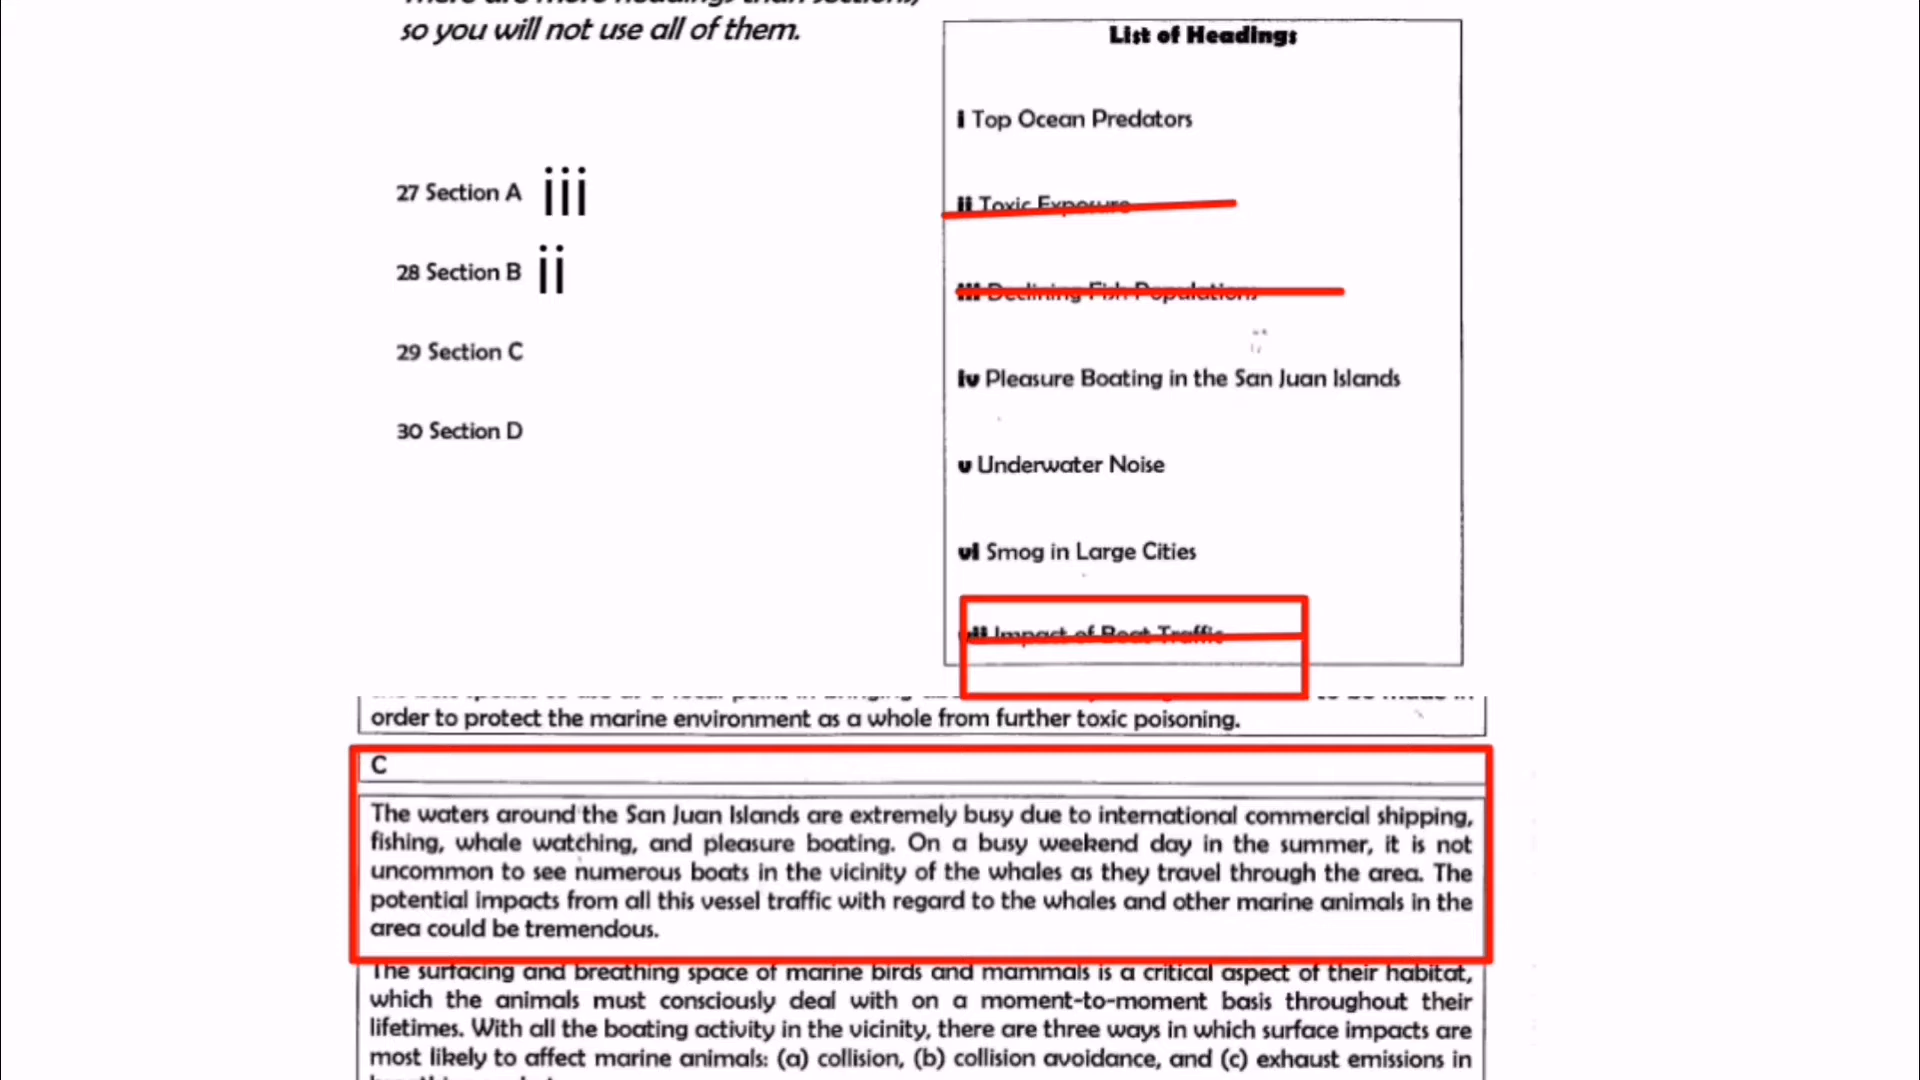 so you will not use all of them.
List of Headings
i Top Ocean Predators
27 Section A iii
ii Toxic Exposure
28 Section B ii
iii Declining Fish Populations
29 Section C
iv Pleasure Boating in the San Juan Islands
30 Section D
v Underwater Noise
vi Smog in Large Cities
vii Impact of Boat Traffic
order to protect the marine environment as a whole from further toxic poisoning.
C
The waters around the San Juan Islands are extremely busy due to international commercial shipping,
fishing, whale watching, and pleasure boating. On a busy weekend day in the summer, it is not
uncommon to see numerous boats in the vicinity of the whales as they travel through the area. The
potential impacts from all this vessel traffic with regard to the whales and other marine animals in the
area could be tremendous.
The surfacing and breathing space of marine birds and mammals is a critical aspect of their habitat,
which the animals must consciously deal with on a moment-to-moment basis throughout their
lifetimes. With all the boating activity in the vicinity, there are three ways in which surface impacts are
most likely to affect marine animals: (a) collision, (b) collision avoidance, and (c) exhaust emissions in